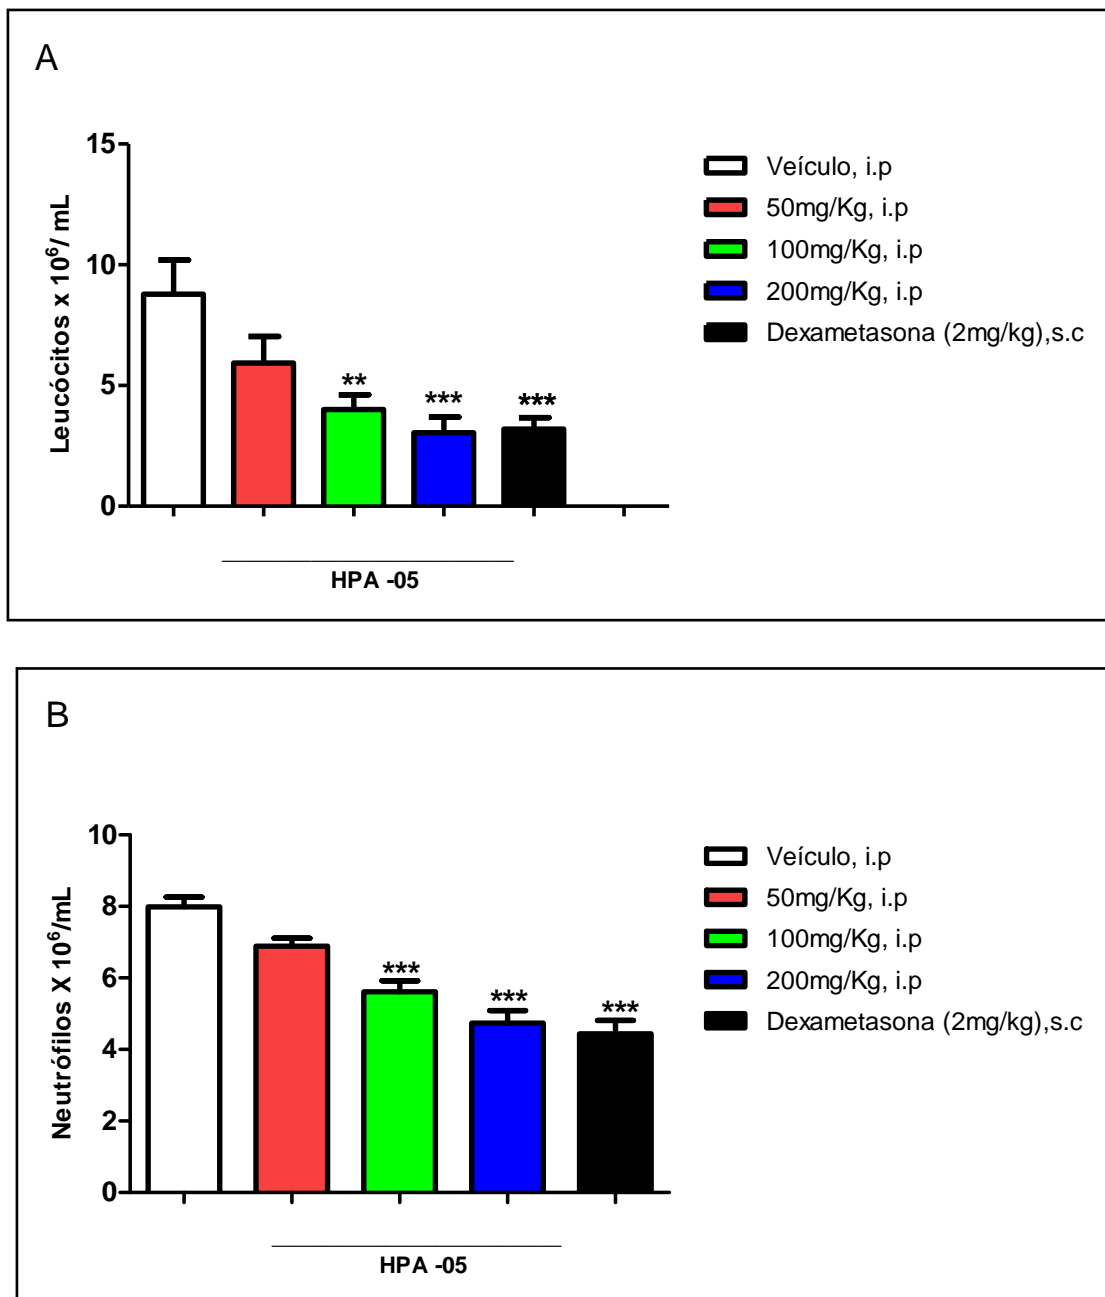 A
15
10
5
0
Leucócitos x 10⁶/ mL
** *** ***
HPA -05
Veículo, i.p
50mg/Kg, i.p
100mg/Kg, i.p
200mg/Kg, i.p
Dexametasona (2mg/kg),s.c
B
10
8
6
4
2
0
Neutrófilos X 10⁶/mL
*** *** ***
HPA -05
Veículo, i.p
50mg/Kg, i.p
100mg/Kg, i.p
200mg/Kg, i.p
Dexametasona (2mg/kg),s.c